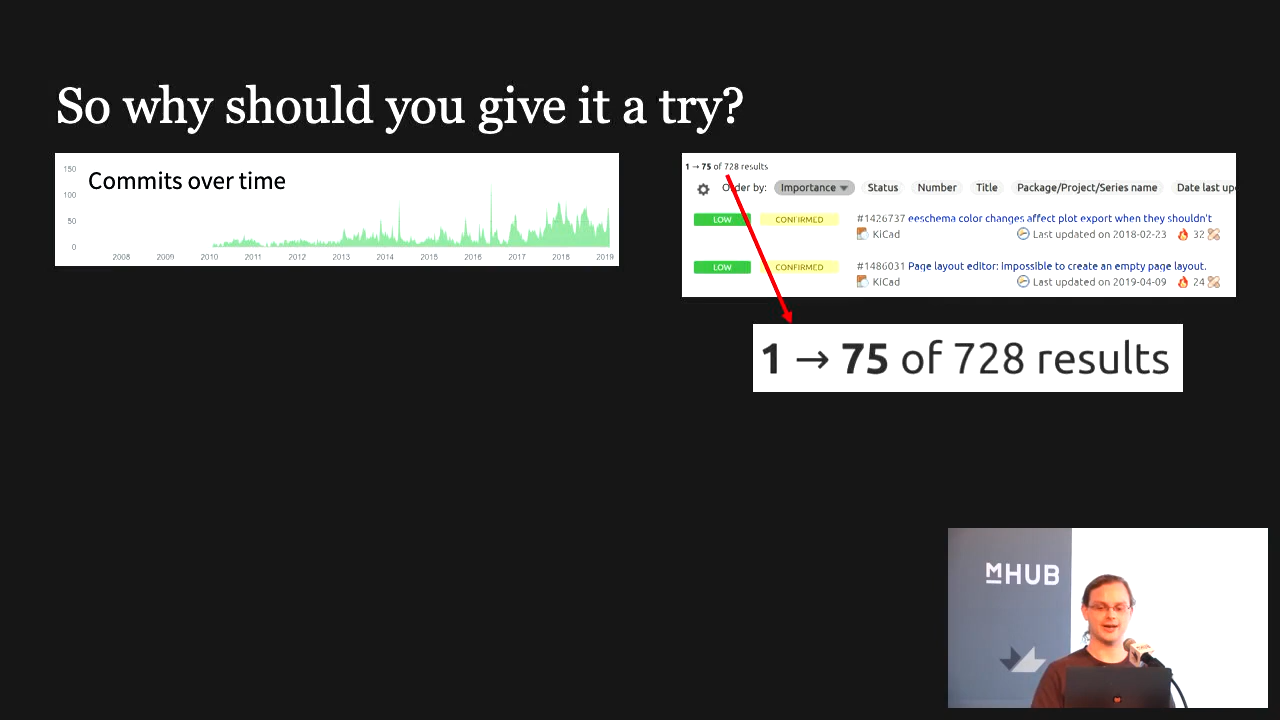 So why should you give it a try?
Commits over time
150
100
50
0
2008 2009 2010 2011 2012 2013 2014 2015 2016 2017 2018 2019
1 → 75 of 728 results
Order by: Importance Status Number Title Package/Project/Series name Date last up
LOW CONFIRMED #1426737 eeschema color changes affect plot export when they shouldn't
KiCad Last updated on 2018-02-23 32
LOW CONFIRMED #1486031 Page layout editor: Impossible to create an empty page layout.
KiCad Last updated on 2019-04-09 24
1 → 75 of 728 results
MHUB